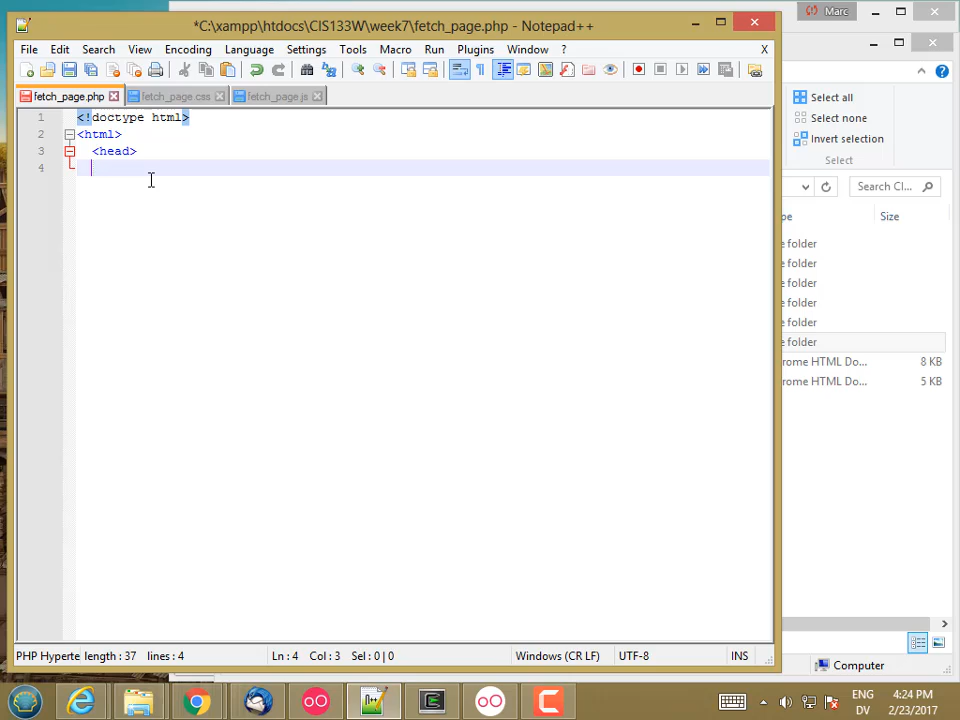 *C:\xampp\htdocs\CIS133W\week7\fetch_page.php - Notepad++
Marc
File Edit Search View Encoding Language Settings Tools Macro Run Plugins Window ? X
fetch_page.php fetch_page.css fetch_page.js
1 <!doctype html>
2 <html>
3 <head>
4
Select all
Select none
Invert selection
Select
Search Cl...
pe Size
e folder
e folder
e folder
e folder
e folder
e folder
rome HTML Do... 8 KB
rome HTML Do... 5 KB
PHP Hyperte length : 37 lines : 4 Ln : 4 Col : 3 Sel : 0 | 0 Windows (CR LF) UTF-8 INS
Computer
ENG 4:24 PM
DV 2/23/2017